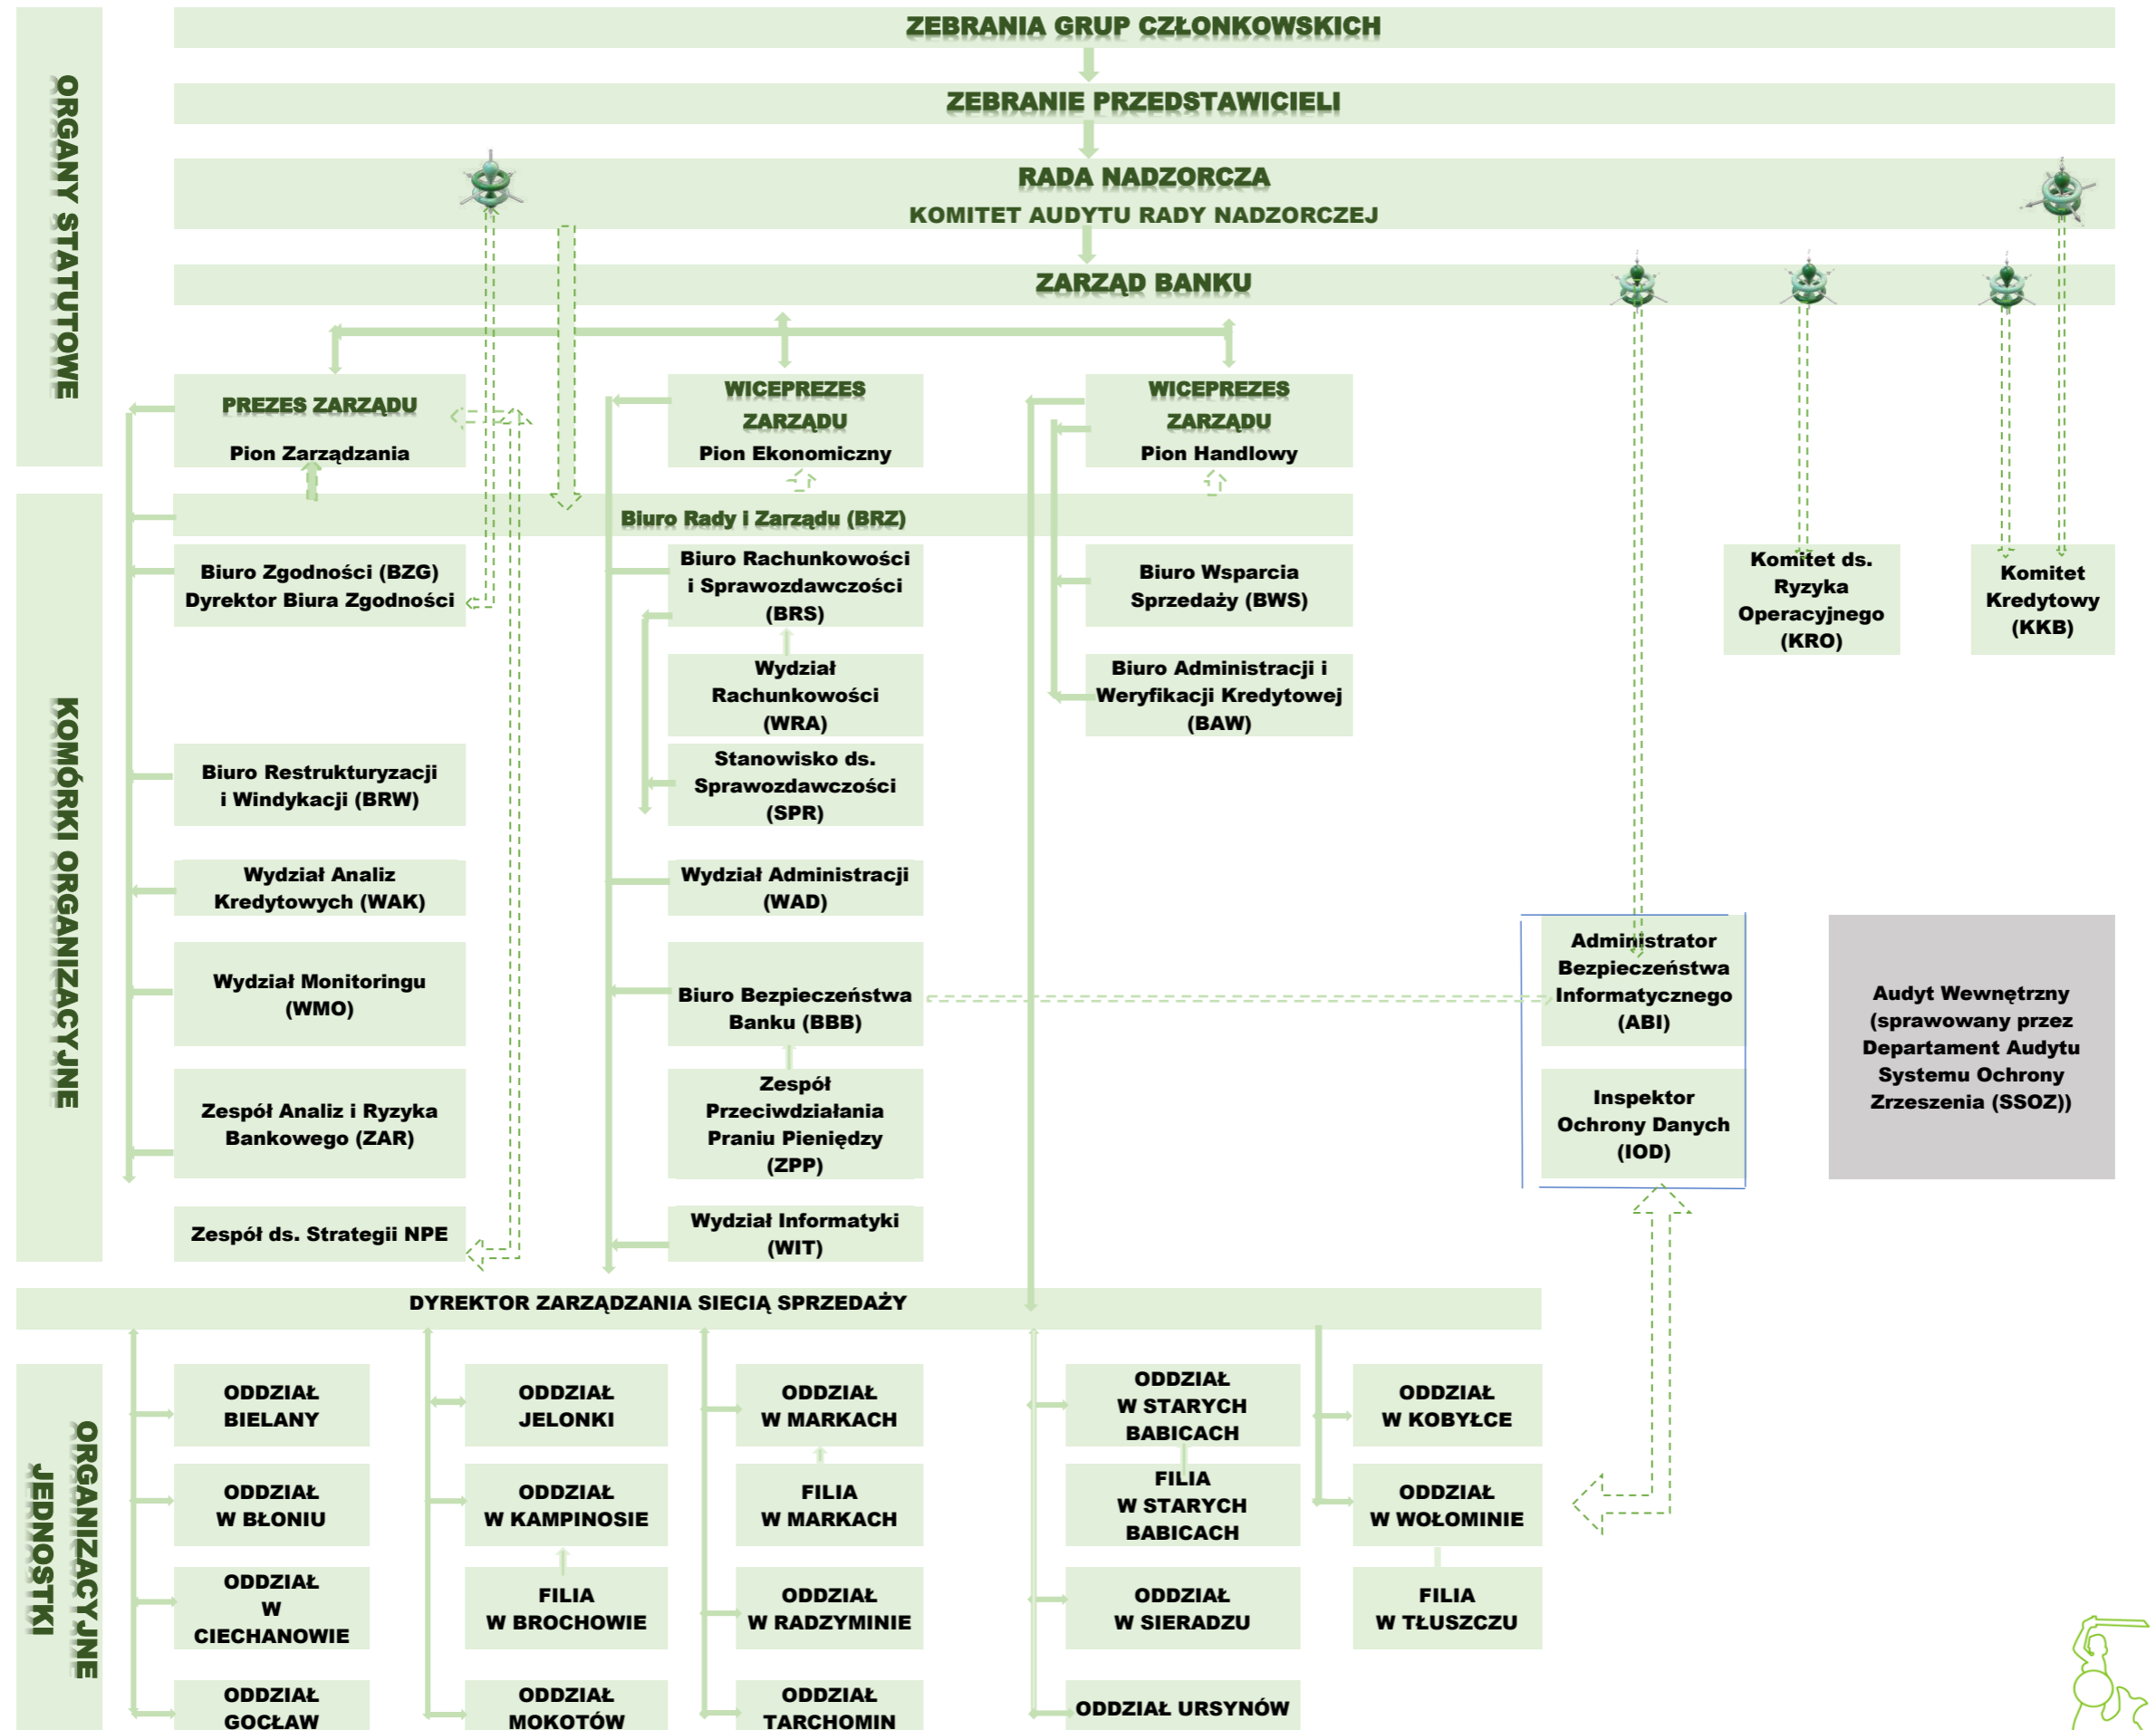 ORGANY STATUTOWE
ZEBRANIA GRUP CZŁONKOWSKICH
ZEBRANIE PRZEDSTAWICIELI
RADA NADZORCZA
KOMITET AUDYTU RADY NADZORCZEJ
ZARZĄD BANKU
PREZES ZARZĄDU
Pion Zarządzania
WICEPREZES
ZARZĄDU
Pion Ekonomiczny
WICEPREZES
ZARZĄDU
Pion Handlowy
KOMÓRKI ORGANIZACYJNE
Biuro Rady i Zarządu (BRZ)
Biuro Zgodności (BZG)
Dyrektor Biura Zgodności
Biuro Restrukturyzacji
i Windykacji (BRW)
Wydział Analiz
Kredytowych (WAK)
Wydział Monitoringu
(WMO)
Zespół Analiz i Ryzyka
Bankowego (ZAR)
Zespół ds. Strategii NPE
Biuro Rachunkowości
i Sprawozdawczości
(BRS)
Wydział
Rachunkowości
(WRA)
Stanowisko ds.
Sprawozdawczości
(SPR)
Wydział Administracji
(WAD)
Biuro Bezpieczeństwa
Banku (BBB)
Zespół
Przeciwdziałania
Praniu Pieniędzy
(ZPP)
Wydział Informatyki
(WIT)
Biuro Wsparcia
Sprzedaży (BWS)
Biuro Administracji i
Weryfikacji Kredytowej
(BAW)
Komitet ds.
Ryzyka
Operacyjnego
(KRO)
Komitet
Kredytowy
(KKB)
Administrator
Bezpieczeństwa
Informatycznego
(ABI)
Inspektor
Ochrony Danych
(IOD)
Audyt Wewnętrzny
(sprawowany przez
Departament Audytu
Systemu Ochrony
Zrzeszenia (SSOZ))
DYREKTOR ZARZĄDZANIA SIECIĄ SPRZEDAŻY
JEDNOSTKI
ORGANIZACYJNE
ODDZIAŁ
BIELANY
ODDZIAŁ
W BŁONIU
ODDZIAŁ
W
CIECHANOWIE
ODDZIAŁ
GOCŁAW
ODDZIAŁ
JELONKI
ODDZIAŁ
W KAMPINOSIE
FILIA
W BROCHOWIE
ODDZIAŁ
MOKOTÓW
ODDZIAŁ
W MARKACH
FILIA
W MARKACH
ODDZIAŁ
W RADZYMINIE
ODDZIAŁ
TARCHOMIN
ODDZIAŁ
W STARYCH
BABICACH
FILIA
W STARYCH
BABICACH
ODDZIAŁ
W SIERADZU
ODDZIAŁ URSYNÓW
ODDZIAŁ
W KOBYŁCE
ODDZIAŁ
W WOŁOMINIE
FILIA
W TŁUSZCZU